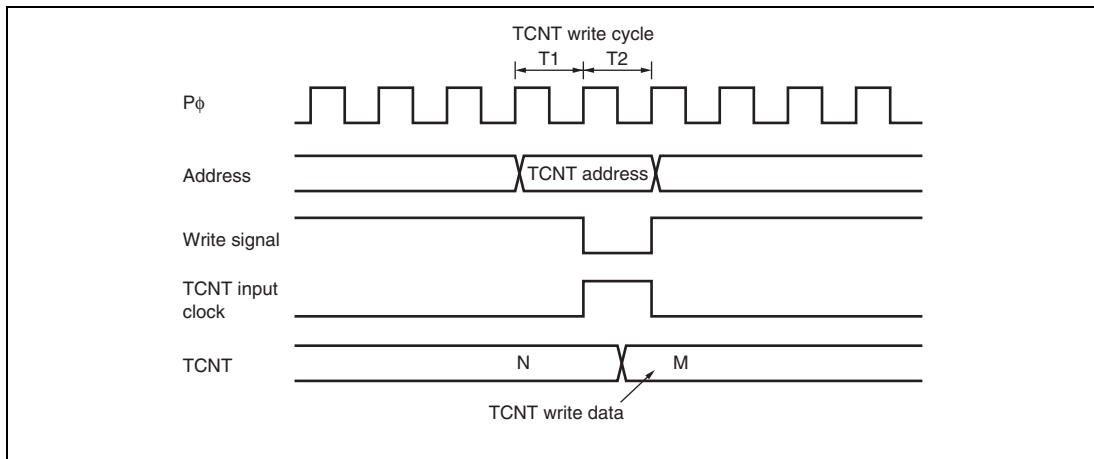 TCNT write cycle
T1 T2
Pϕ
Address
TCNT address
Write signal
TCNT input
clock
TCNT
N
M
TCNT write data